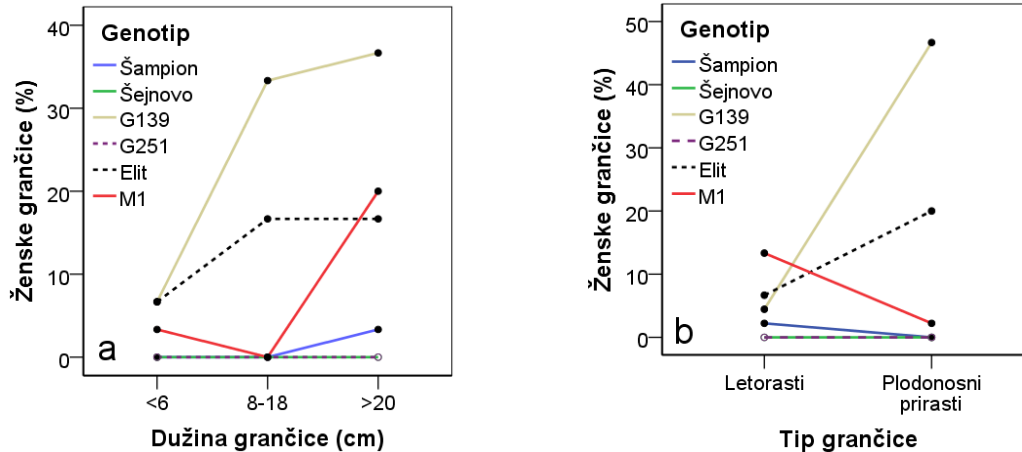 Ženske grančice (%)
40
30
20
10
0
Genotip
Šampion
Šejnovo
G139
G251
Elit
M1
a
<6
8-18
>20
Dužina grančice (cm)
Ženske grančice (%)
50
40
30
20
10
0
Genotip
Šampion
Šejnovo
G139
G251
Elit
M1
b
Letorasti
Plodonosni
prirasti
Tip grančice